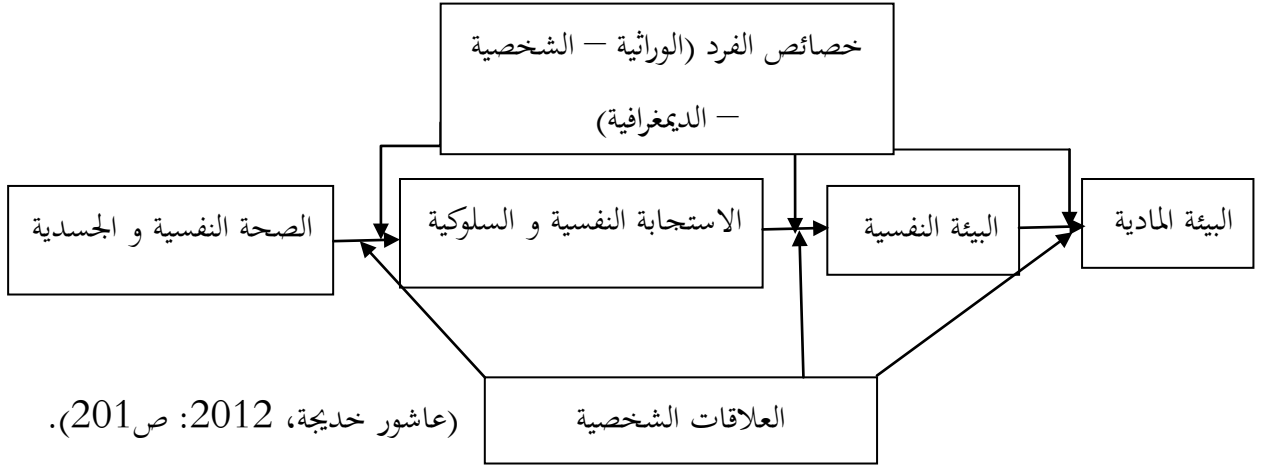 خصائص الفرد (الوراثية – الشخصية
– الديمغرافية)
البيئة المادية
البيئة النفسية
الاستجابة النفسية و السلوكية
الصحة النفسية و الجسدية
العلاقات الشخصية
(عاشور خديجة، 2012: ص201).